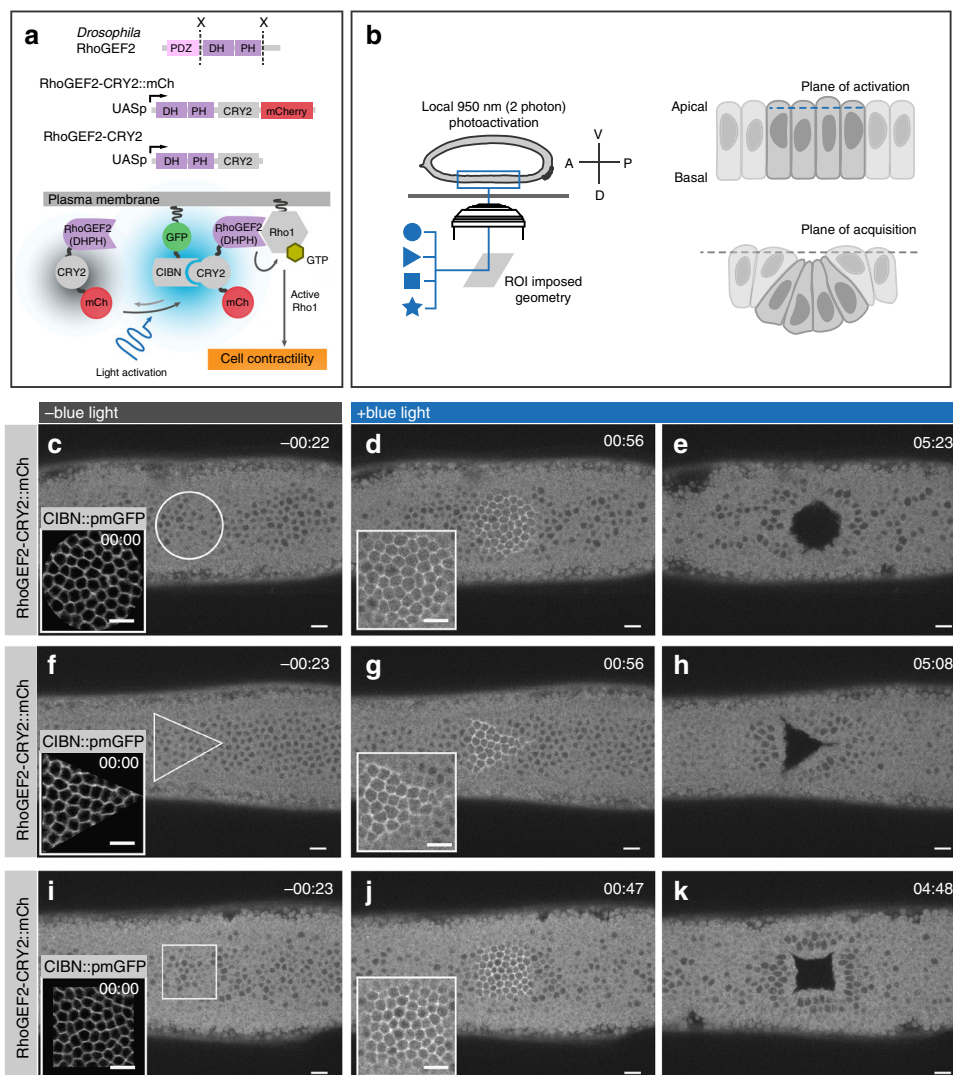 a
Drosophila
RhoGEF2
X
X
PDZ
DH
PH
RhoGEF2-CRY2::mCh
UASp
DH
PH
CRY2
mCherry
RhoGEF2-CRY2
UASp
DH
PH
CRY2
Plasma membrane
RhoGEF2
(DHPH)
CRY2
mCh
GFP
CIBN
CRY2
mCh
RhoGEF2
(DHPH)
Rho1
GTP
Active
Rho1
Light activation
Cell contractility
b
Local 950 nm (2 photon)
photoactivation
V
A
P
D
ROI imposed
geometry
Plane of activation
Apical
Basal
Plane of acquisition
–blue light
+blue light
RhoGEF2-CRY2::mCh
c
–00:22
CIBN::pmGFP
00:00
d
00:56
e
05:23
RhoGEF2-CRY2::mCh
f
–00:23
CIBN::pmGFP
00:00
g
00:56
h
05:08
RhoGEF2-CRY2::mCh
i
–00:23
CIBN::pmGFP
00:00
j
00:47
k
04:48